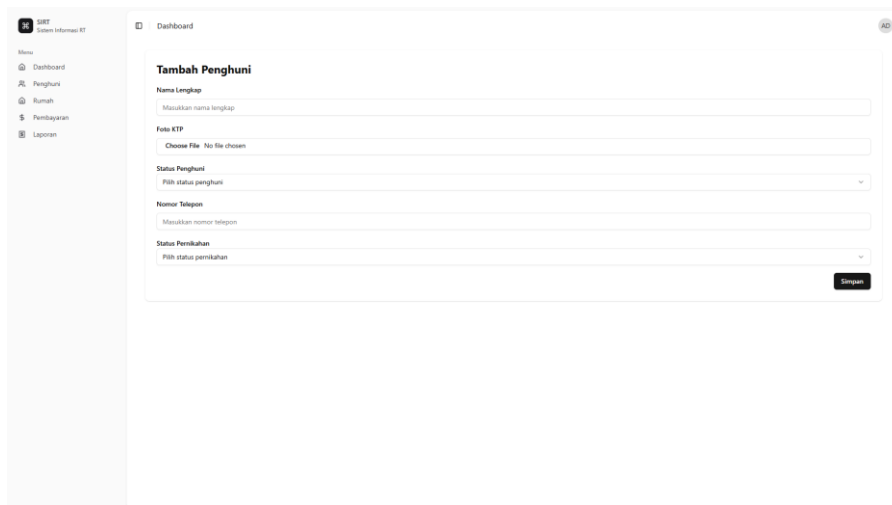 SIRT
Sistem Informasi RT
Menu
Dashboard
Penghuni
Rumah
Pembayaran
Laporan
Dashboard
AD
Tambah Penghuni
Nama Lengkap
Masukkan nama lengkap
Foto KTP
Choose File No file chosen
Status Penghuni
Pilih status penghuni
Nomor Telepon
Masukkan nomor telepon
Status Pernikahan
Pilih status pernikahan
Simpan